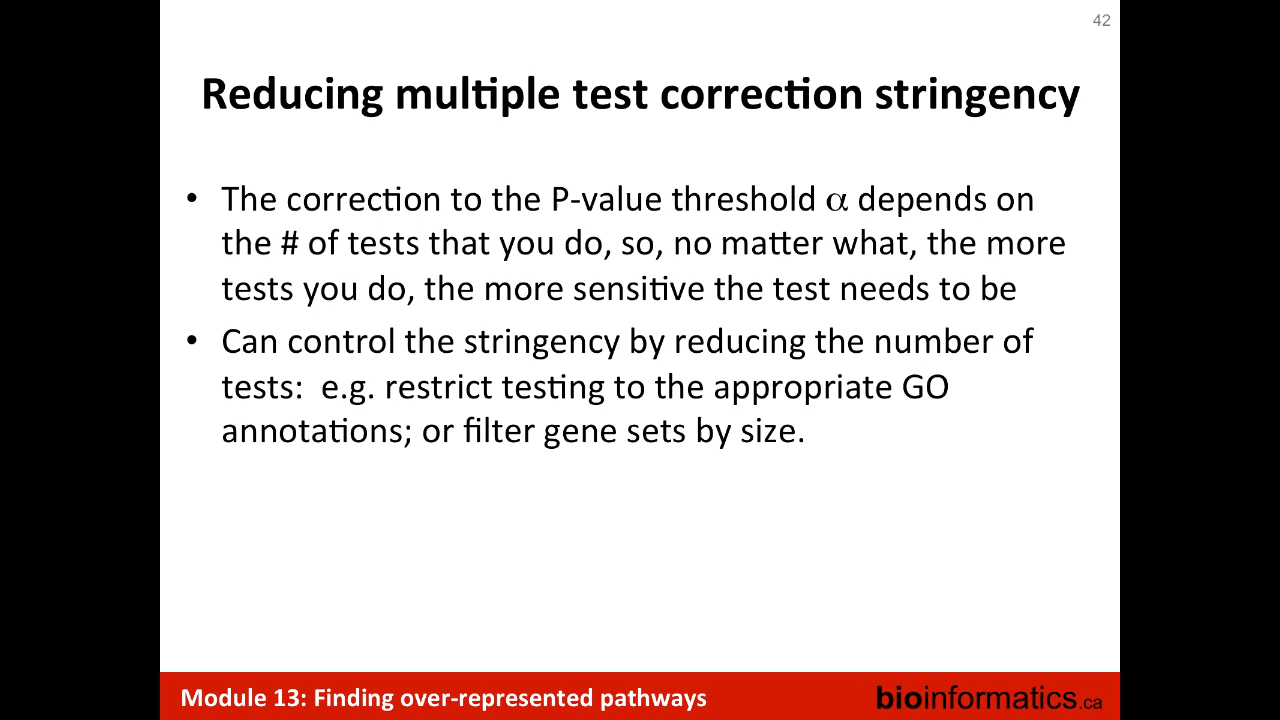 42
Reducing multiple test correction stringency
• The correction to the P-value threshold α depends on
the # of tests that you do, so, no matter what, the more
tests you do, the more sensitive the test needs to be
• Can control the stringency by reducing the number of
tests:  e.g. restrict testing to the appropriate GO
annotations; or filter gene sets by size.
Module 13: Finding over-represented pathways
bioinformatics.ca